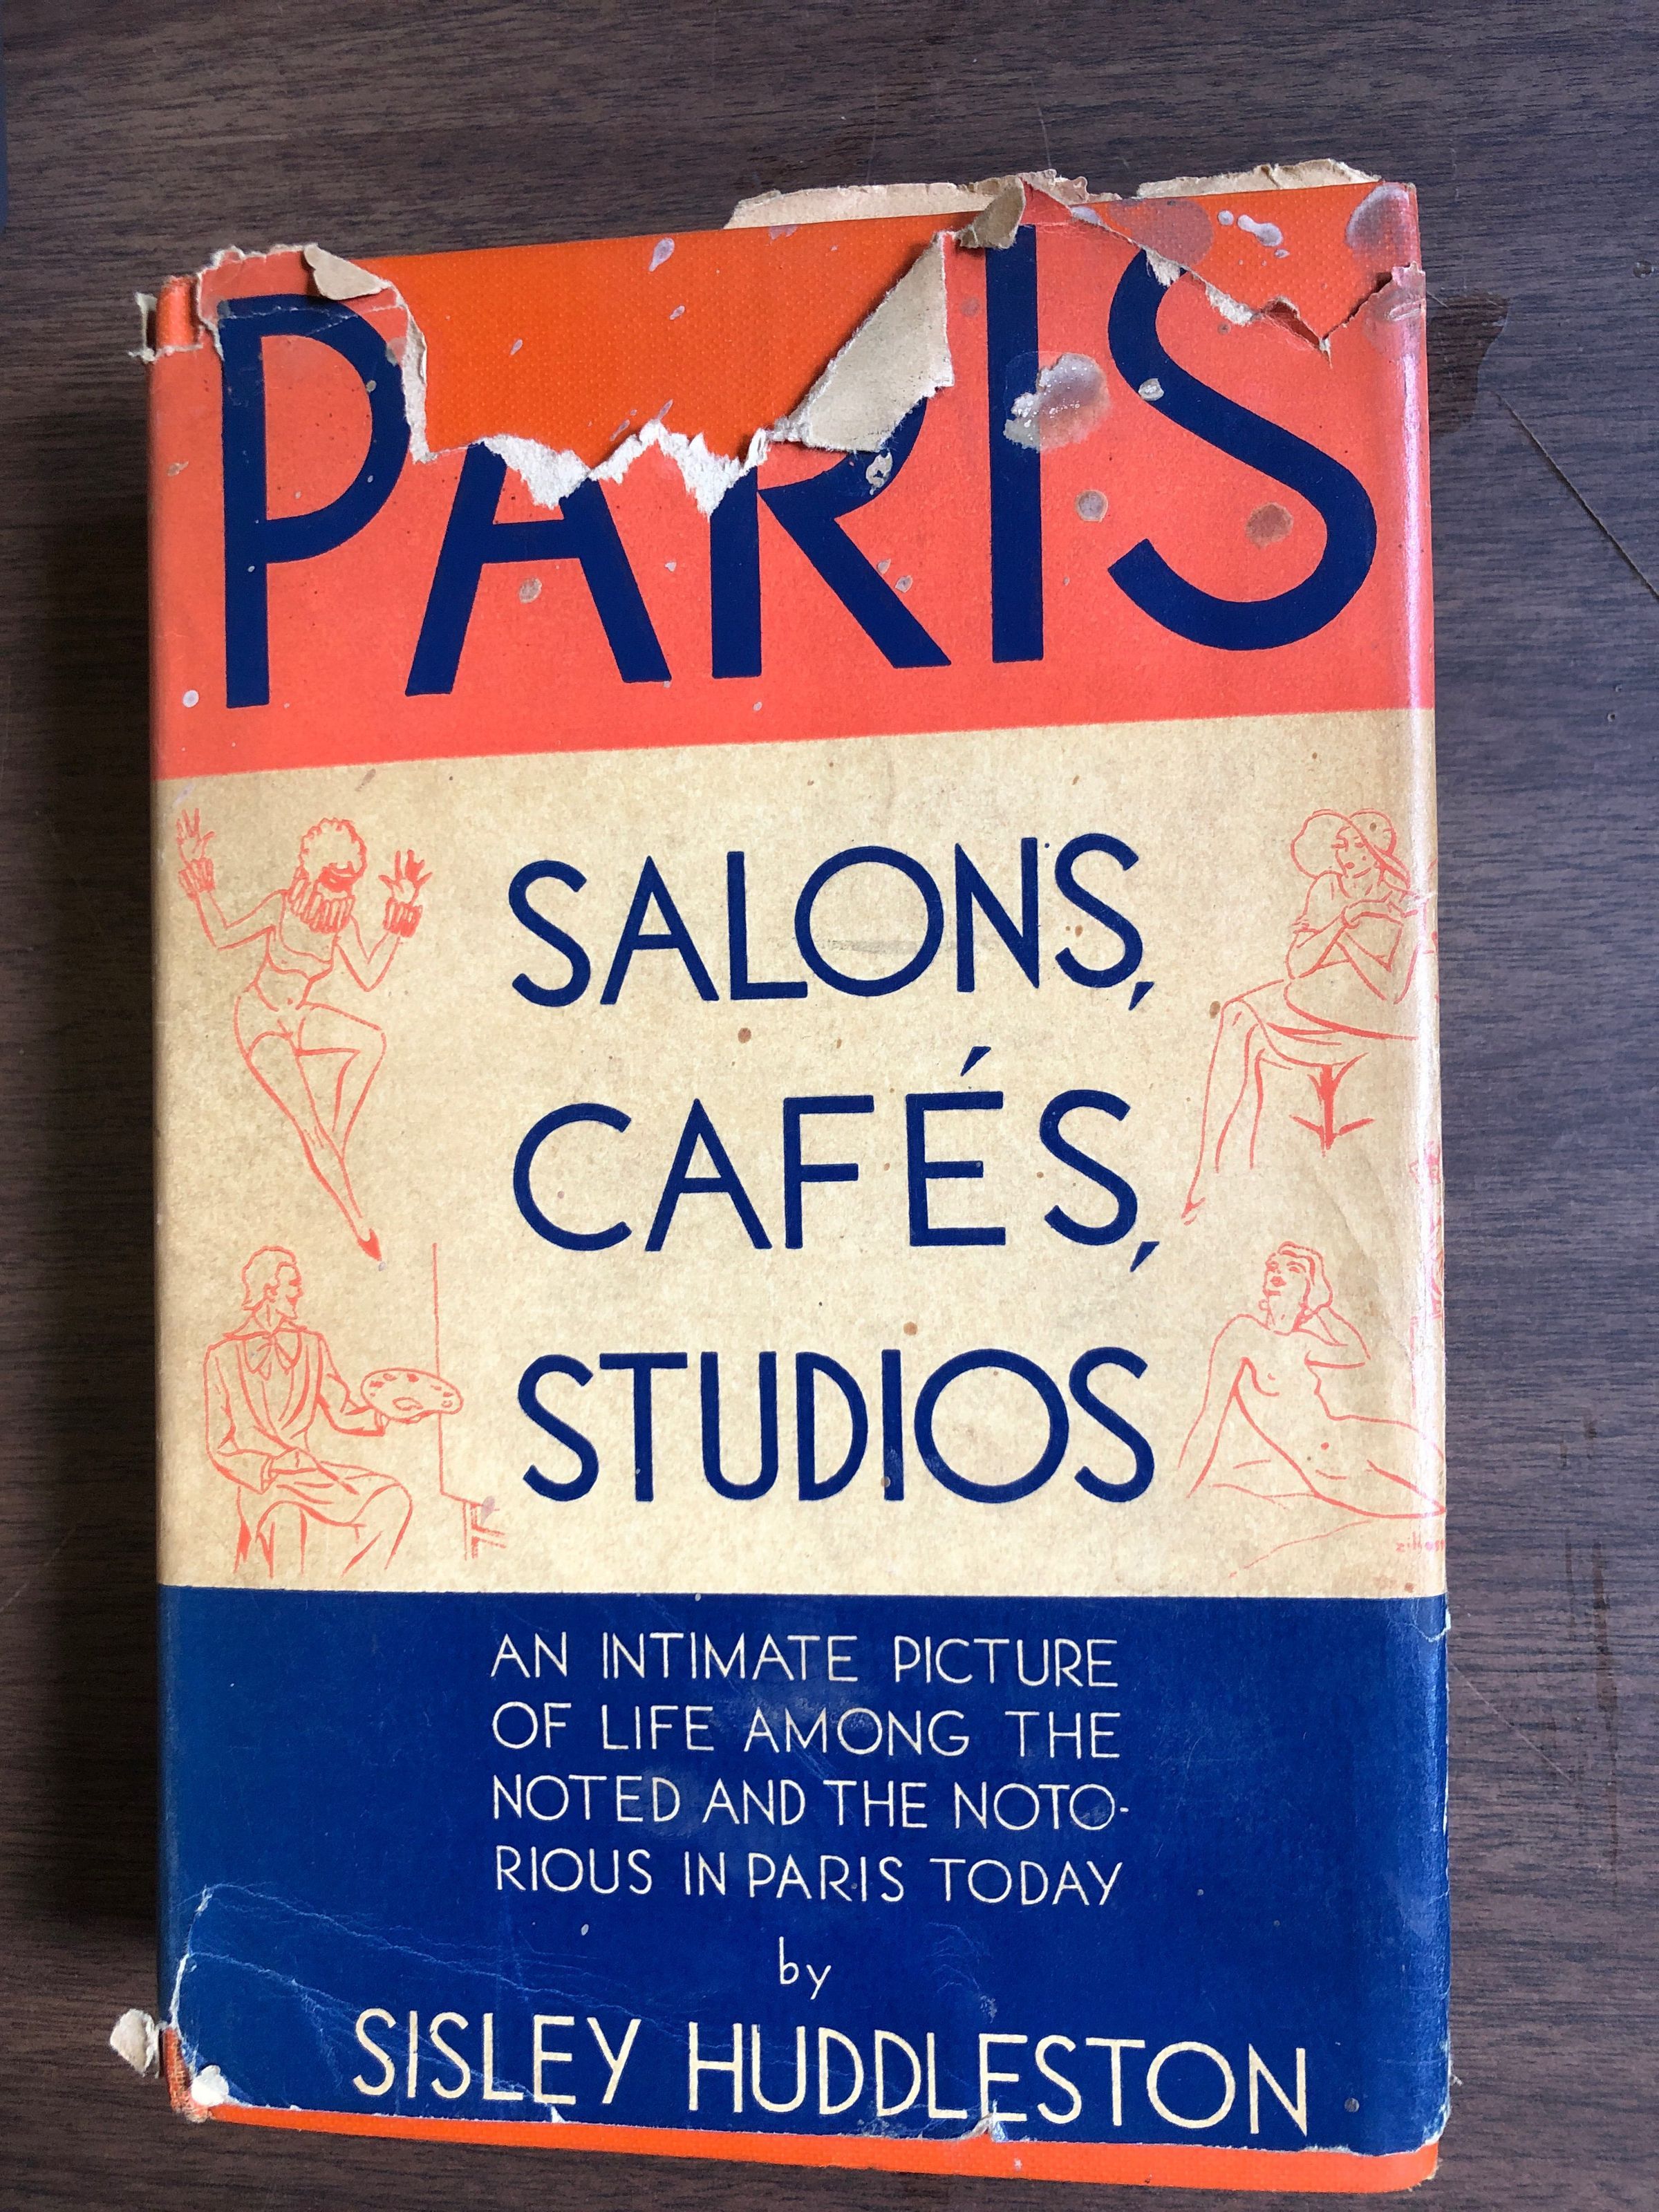 PARIS
SALONS,
CAFÉS,
STUDIOS
AN INTIMATE PICTURE
OF LIFE AMONG THE
NOTED AND THE NOTO-
RIOUS IN PARIS TODAY
by
SISLEY HUDDLESTON